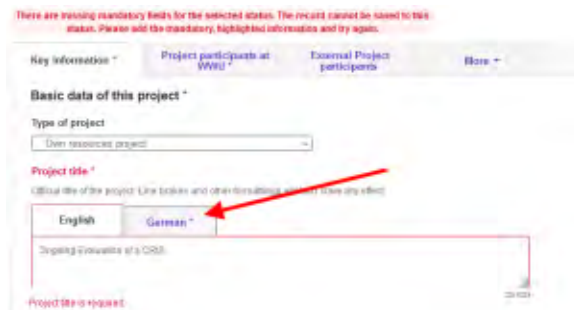 There are missing mandatory fields for the selected status. The record cannot be saved to this
status. Please add the mandatory, highlighted information and try again.
Key information * Project participants at WWU * External Project participants More
Basic data of this project *
Type of project
Own resources project
Project title *
Official title of the project. Line brakes and other formattings have any effect
English German *
Ongoing Evaluation of a CRIS
Project title is required.